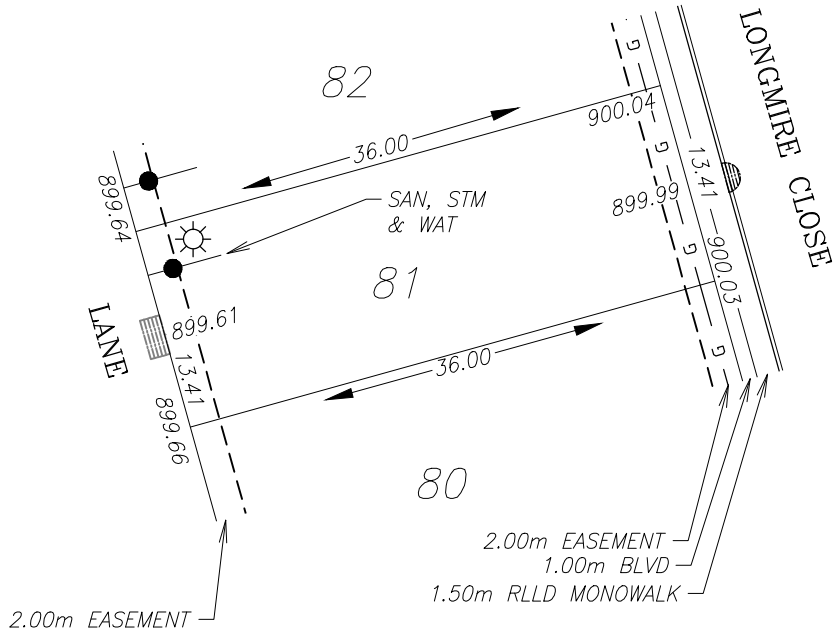 82
LONGMIRE CLOSE
G
900.04
36.00
G
13.41
899.64
SAN, STM
& WAT
899.99
G
900.03
81
LANE
899.61
G
13.41
36.00
899.66
80
2.00m EASEMENT
1.00m BLVD
1.50m RLLD MONOWALK
2.00m EASEMENT